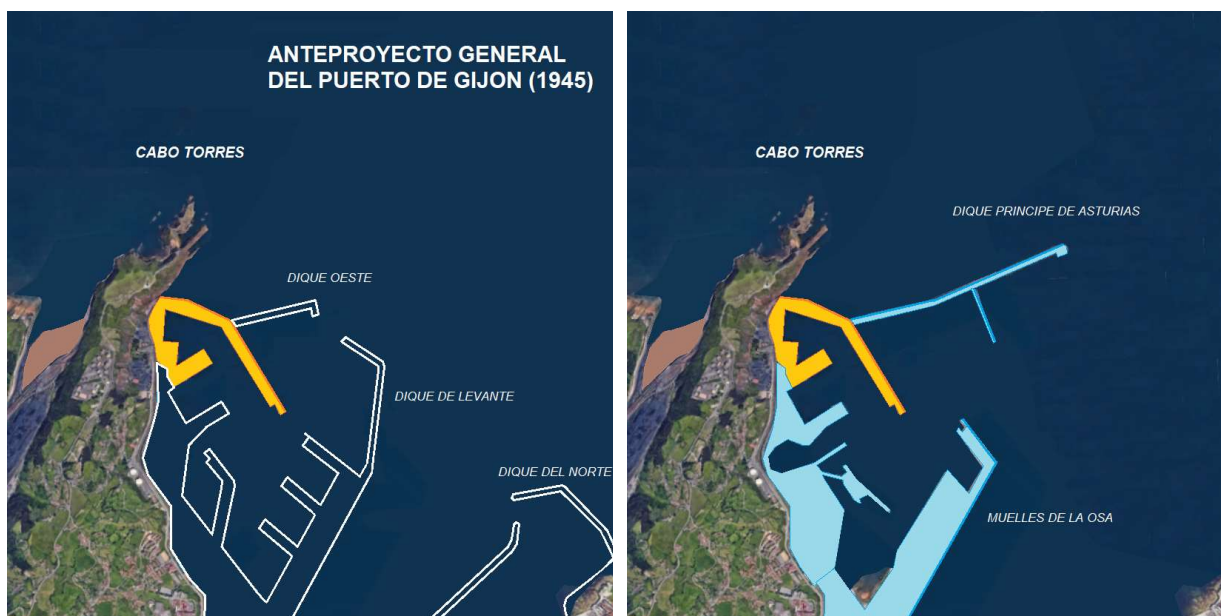 ANTEPROYECTO GENERAL
DEL PUERTO DE GIJON (1945)
CABO TORRES
DIQUE OESTE
DIQUE DE LEVANTE
DIQUE DEL NORTE
CABO TORRES
DIQUE PRINCIPE DE ASTURIAS
MUELLES DE LA OSA